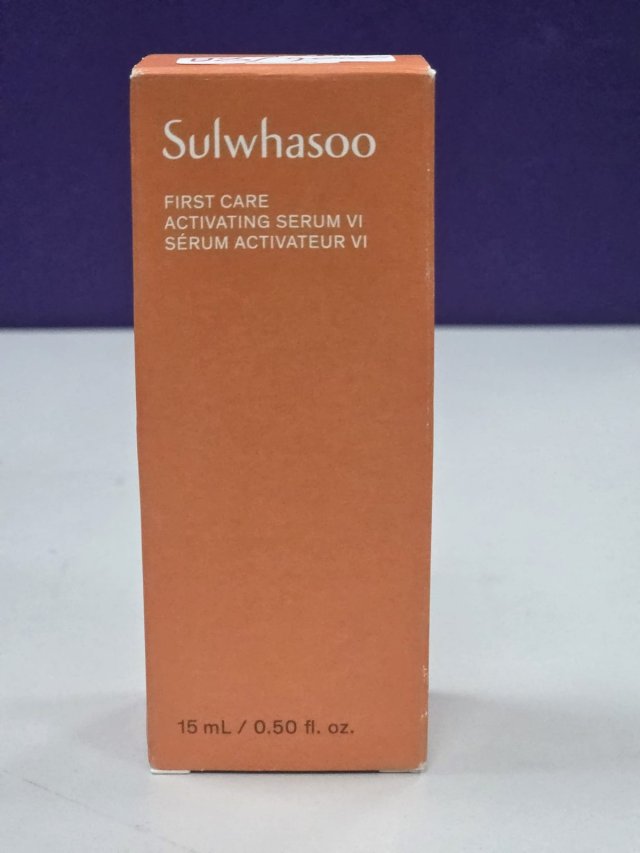 Sulwhasoo
FIRST CARE
ACTIVATING SERUM VI
SÉRUM ACTIVATEUR VI
15 mL / 0.50 fl. oz.